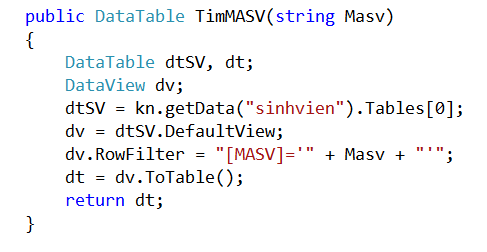 public DataTable TimMASV(string Masv)
{
DataTable dtSV, dt;
DataView dv;
dtSV = kn.getData("sinhvien").Tables[0];
dv = dtSV.DefaultView;
dv.RowFilter = "[MASV]='" + Masv + "'";
dt = dv.ToTable();
return dt;
}